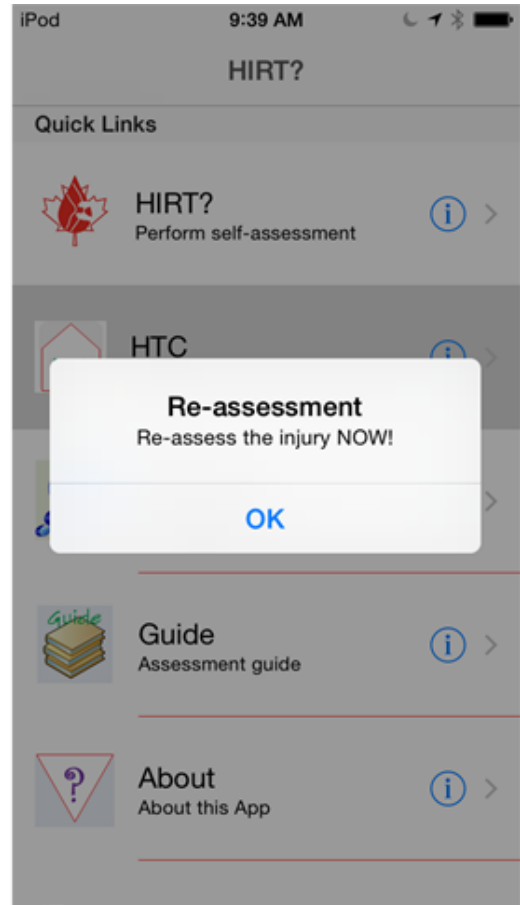 iPod 9:39 AM
HIRT?
Quick Links
HIRT?
Perform self-assessment
HTC
Re-assessment
Re-assess the injury NOW!
OK
Guide
Guide
Assessment guide
?
About
About this App